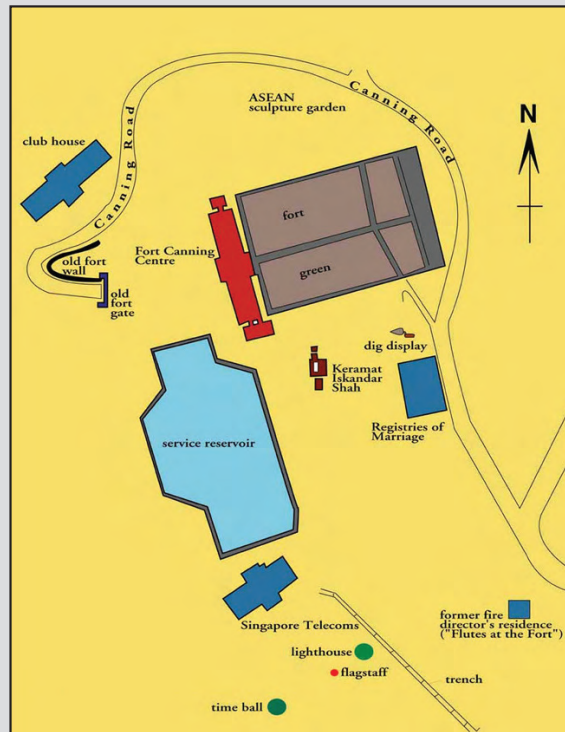 ASEAN
sculpture garden
Canning Road
Canning Road
N
club house
fort
Fort Canning
Centre
old fort
wall
green
old
fort
gate
dig display
Keramat
Iskandar
Shah
Registries of
Marriage
service reservoir
Singapore Telecoms
former fire
director's residence
("Flutes at the Fort")
lighthouse
flagstaff
trench
time ball